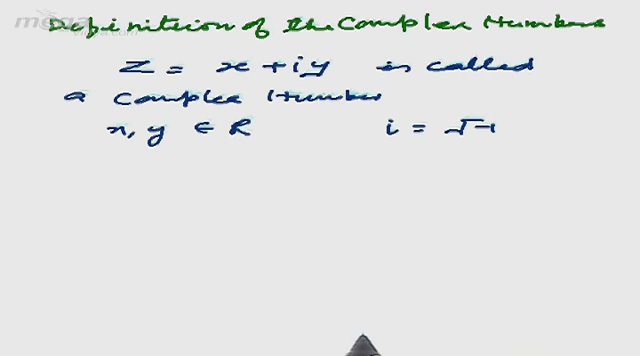 Definition of the Complex Numbers
z = x + iy is called
a Complex Number
x, y ∈ R i = √-1